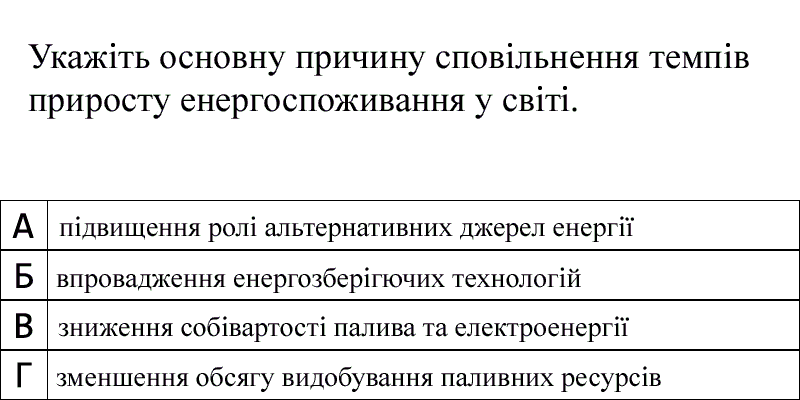 Укажіть основну причину сповільнення темпів
приросту енергоспоживання у світі.
А підвищення ролі альтернативних джерел енергії
Б впровадження енергозберігючих технологій
В зниження собівартості палива та електроенергії
Г зменшення обсягу видобування паливних ресурсів